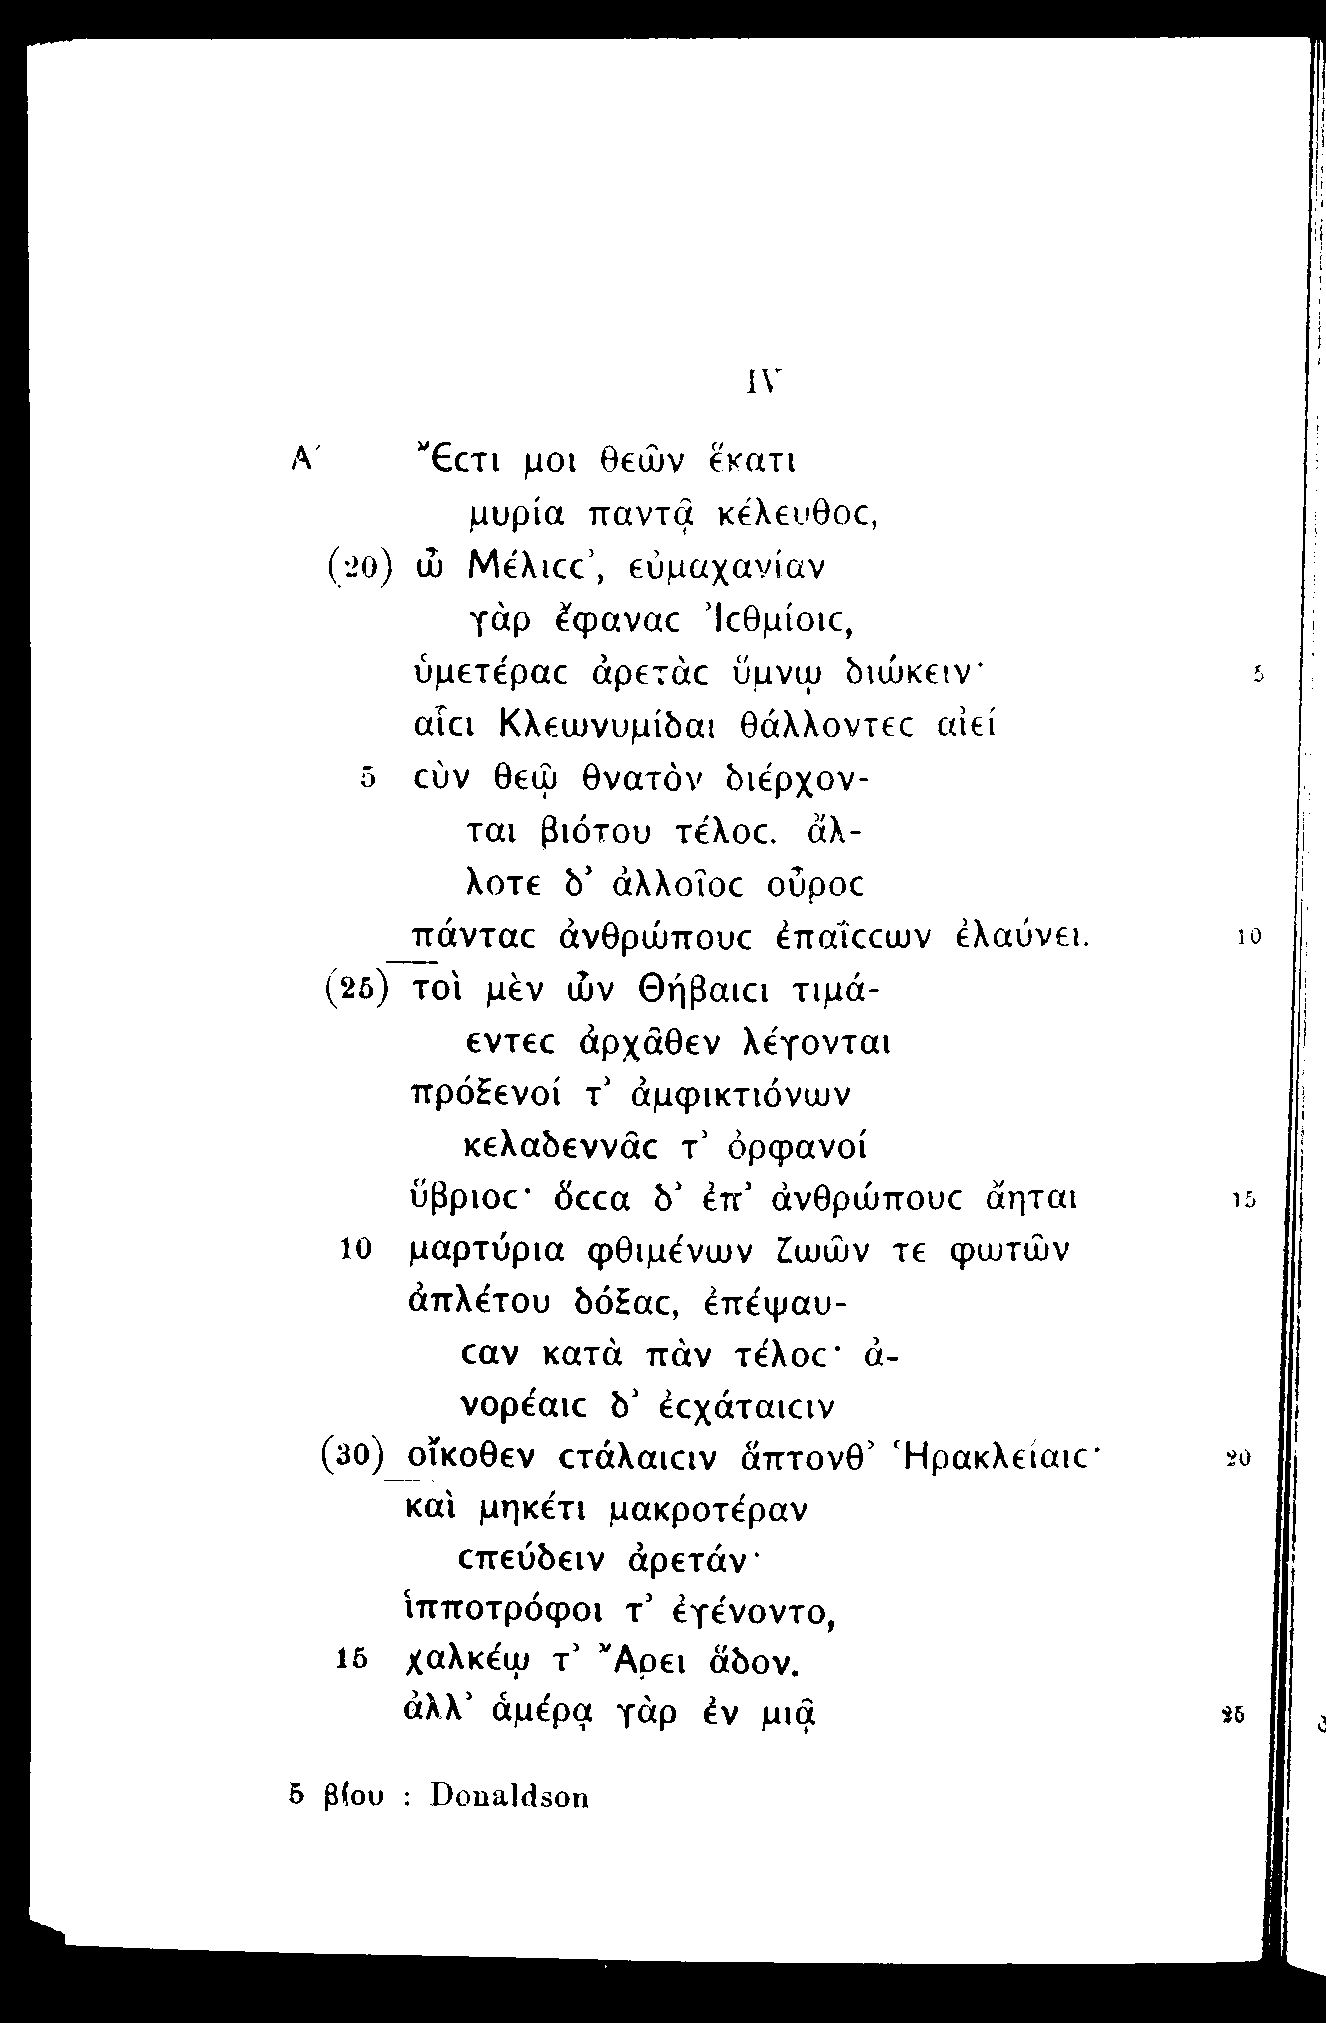 IV
Α´ Ἔϲτι μοι θεῶν ἕκατι
μυρία παντᾷ κέλευθοϲ,
(20) ὦ Μέλιϲϲ’, εὐμαχανίαν
γὰρ ἔφαναϲ Ἰϲθμίοιϲ,
ὑμετέραϲ ἀρετὰϲ ὕμνῳ διώκειν· 5
αἷϲι Κλεωνυμίδαι θάλλοντεϲ αἰεί
5 ϲὺν θεῷ θνατὸν διέρχον-
ται βιότου τέλοϲ. ἄλ-
λοτε δ’ ἀλλοῖοϲ οὖροϲ
πάνταϲ ἀνθρώπουϲ ἐπαΐϲϲων ἐλαύνει. 10
(25) τοὶ μὲν ὦν Θήβαιϲι τιμά-
εντεϲ ἀρχᾶθεν λέγονται
πρόξενοί τ’ ἀμφικτιόνων
κελαδεννᾶϲ τ’ ὀρφανοί
ὕβριοϲ· ὅϲϲα δ’ ἐπ’ ἀνθρώπουϲ ἄηται 15
10 μαρτύρια φθιμένων ζωῶν τε φωτῶν
ἀπλέτου δόξαϲ, ἐπέψαυ-
ϲαν κατὰ πὰν τέλοϲ· ἀ-
νορέαιϲ δ’ ἐϲχάταιϲιν
(30) οἴκοθεν ϲτάλαιϲιν ἅπτονθ’ Ἡρακλείαιϲ· 20
καὶ μηκέτι μακροτέραν
ϲπεύδειν ἀρετάν·
ἱπποτρόφοι τ’ ἐγένοντο,
15 χαλκέῳ τ’ Ἄρει ἅδον.
ἀλλ’ ἁμέρᾳ γὰρ ἐν μιᾷ 25
5 βίου : Donaldson